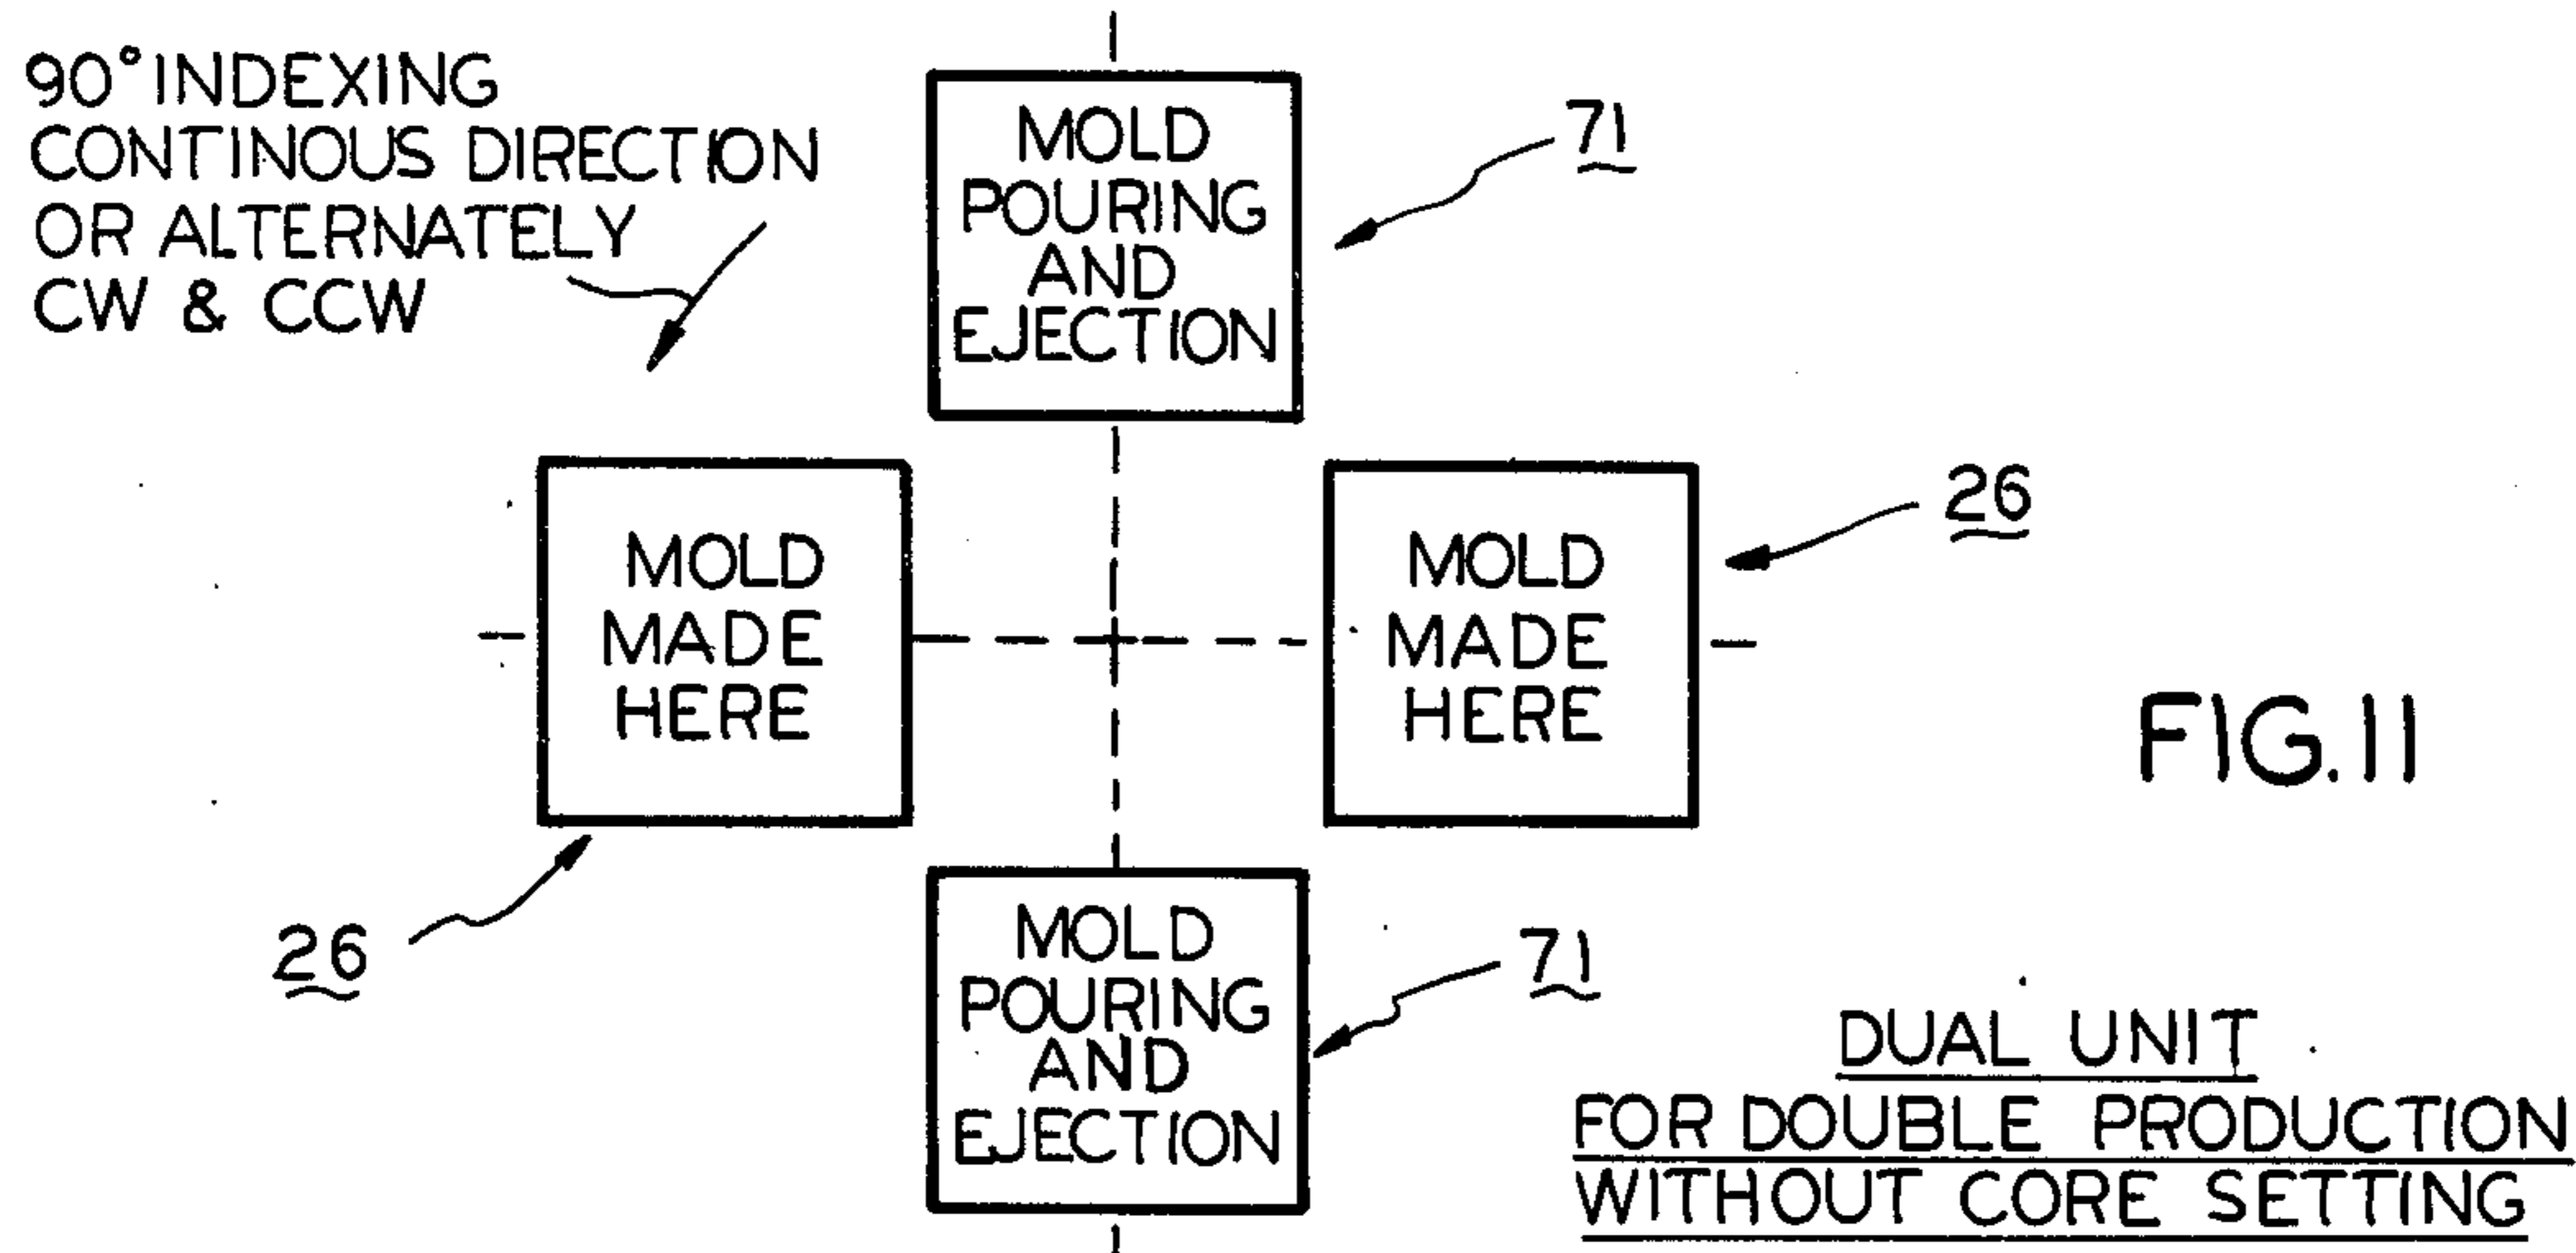 90° INDEXING
CONTINOUS DIRECTION
OR ALTERNATELY
CW & CCW
MOLD
POURING
AND
EJECTION
71
MOLD
MADE
HERE
26
MOLD
MADE
HERE
26
MOLD
POURING
AND
EJECTION
71
FIG. 11
DUAL UNIT
FOR DOUBLE PRODUCTION
WITHOUT CORE SETTING